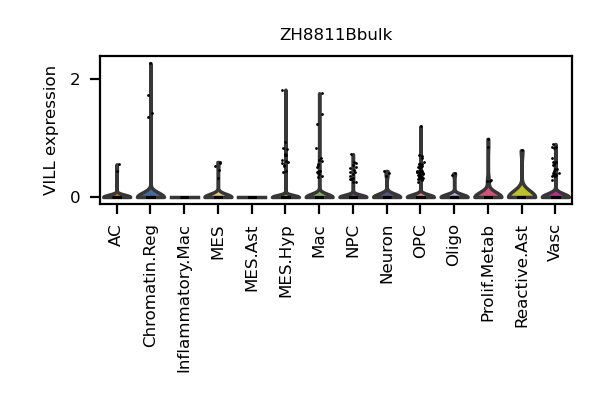 ZH8811Bbulk
VILL expression
2
0
AC
Chromatin.Reg
Inflammatory.Mac
MES
MES.Ast
MES.Hyp
Mac
NPC
Neuron
OPC
Oligo
Prolif.Metab
Reactive.Ast
Vasc